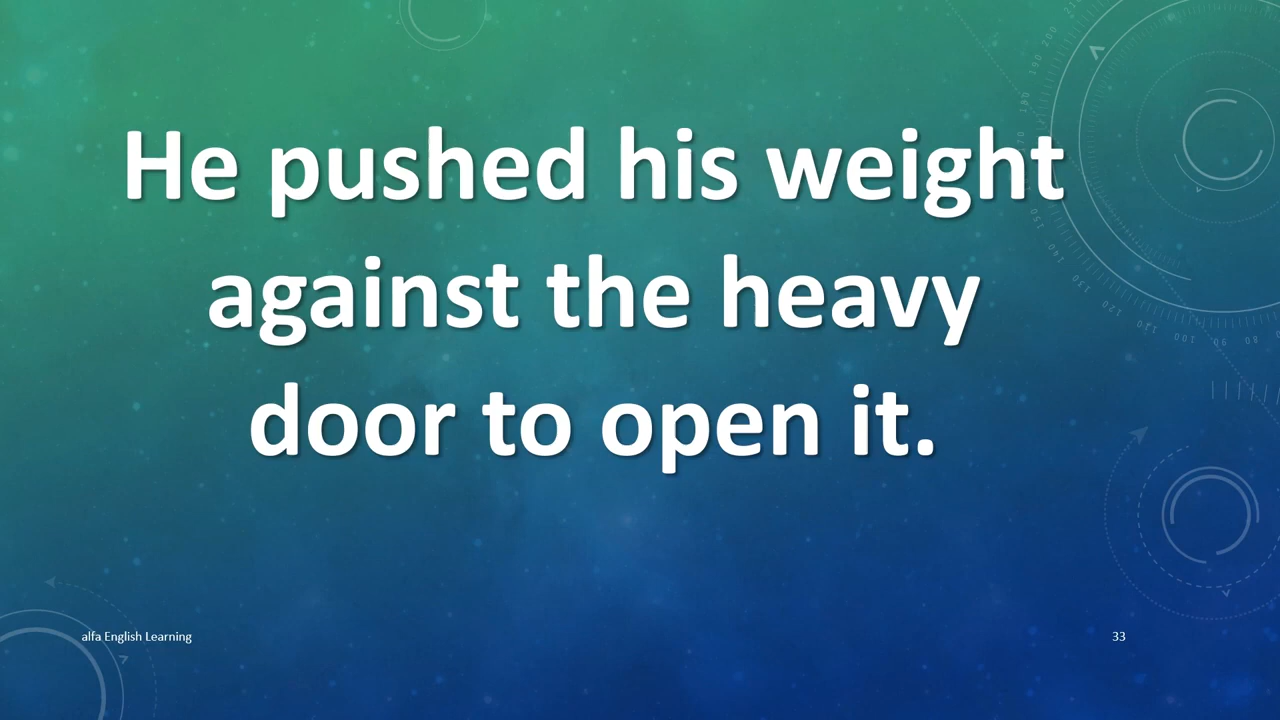 He pushed his weight
against the heavy
door to open it.
alfa English Learning
33